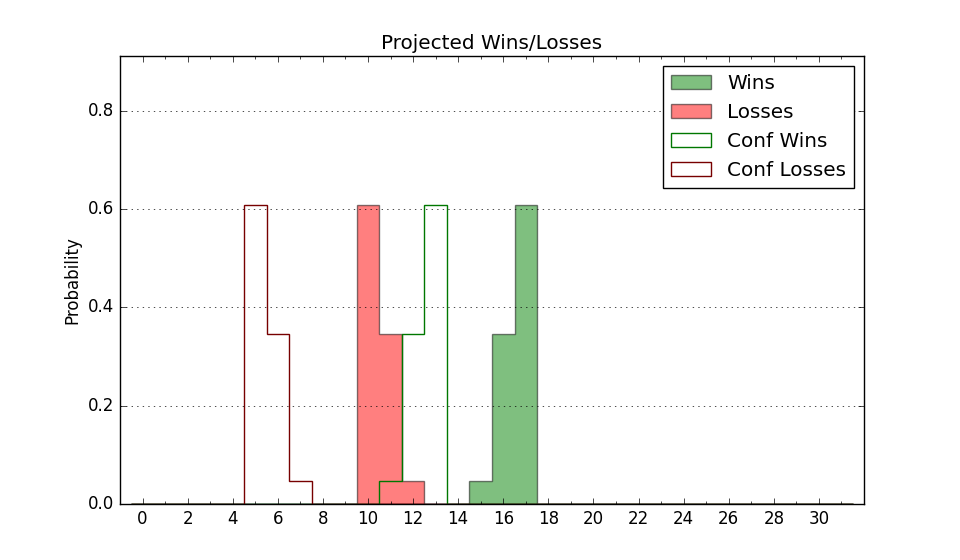 Projected Wins/Losses
Wins
Losses
Conf Wins
Conf Losses
Probability
0.8
0.6
0.4
0.2
0.0
0 2 4 6 8 10 12 14 16 18 20 22 24 26 28 30